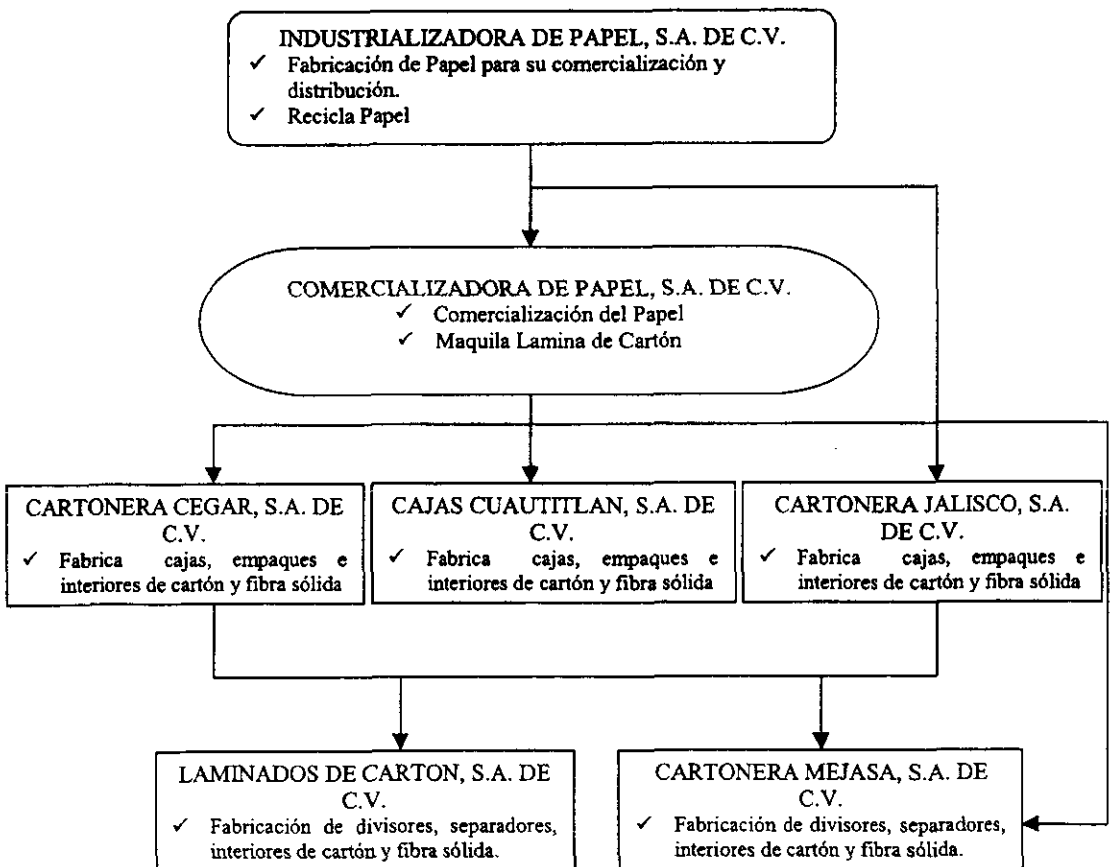 INDUSTRIALIZADORA DE PAPEL, S.A. DE C.V.
✓ Fabricación de Papel para su comercialización y
distribución.
✓ Recicla Papel
COMERCIALIZADORA DE PAPEL, S.A. DE C.V.
✓ Comercialización del Papel
✓ Maquila Lamina de Cartón
CARTONERA CEGAR, S.A. DE
C.V.
✓ Fabrica cajas, empaques e
interiores de cartón y fibra sólida
CAJAS CUAUTITLAN, S.A. DE
C.V.
✓ Fabrica cajas, empaques e
interiores de cartón y fibra sólida
CARTONERA JALISCO, S.A.
DE C.V.
✓ Fabrica cajas, empaques e
interiores de cartón y fibra sólida
LAMINADOS DE CARTON, S.A. DE
C.V.
✓ Fabricación de divisores, separadores,
interiores de cartón y fibra sólida.
CARTONERA MEJASA, S.A. DE
C.V.
✓ Fabricación de divisores, separadores,
interiores de cartón y fibra sólida.